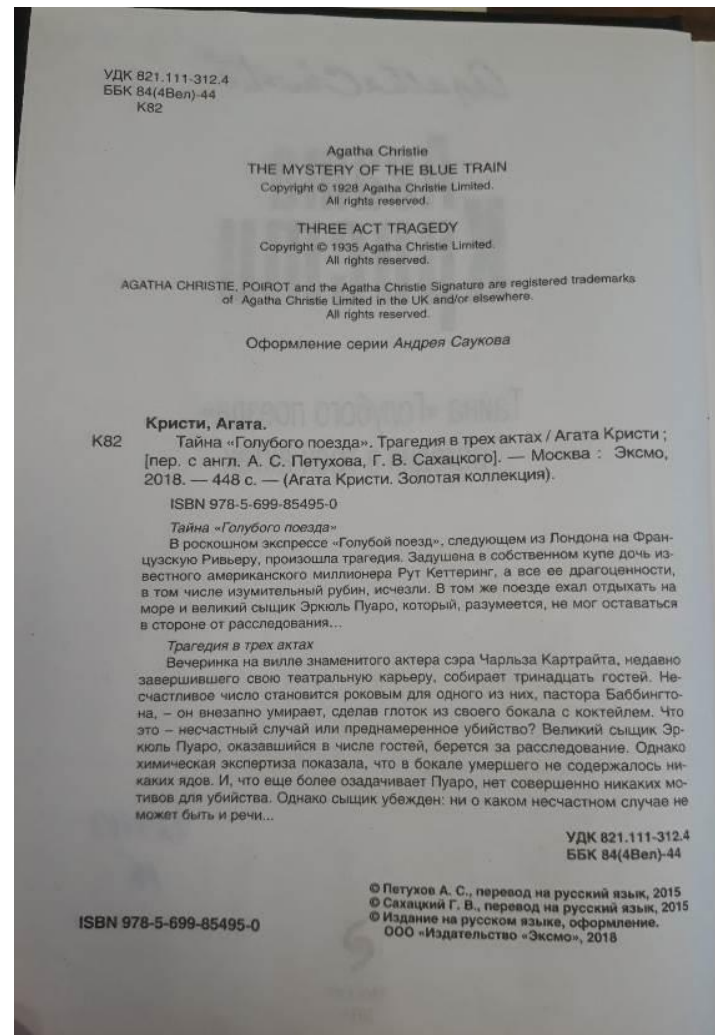 УДК 821.111-312.4
ББК 84(4Вел)-44
К82
Agatha Christie
THE MYSTERY OF THE BLUE TRAIN
Copyright © 1928 Agatha Christie Limited.
All rights reserved.
THREE ACT TRAGEDY
Copyright © 1935 Agatha Christie Limited.
All rights reserved.
AGATHA CHRISTIE, POIROT and the Agatha Christie Signature are registered trademarks
of Agatha Christie Limited in the UK and/or elsewhere.
All rights reserved.
Оформление серии Андрея Саукова
Кристи, Агата.
К82 Тайна «Голубого поезда». Трагедия в трех актах / Агата Кристи ;
[пер. с англ. А. С. Петухова, Г. В. Сахацкого]. — Москва : Эксмо,
2018. — 448 с. — (Агата Кристи. Золотая коллекция).
ISBN 978-5-699-85495-0
Тайна «Голубого поезда»
В роскошном экспрессе «Голубой поезд», следующем из Лондона на Фран-
цузскую Ривьеру, произошла трагедия. Задушена в собственном купе дочь из-
вестного американского миллионера Рут Кеттеринг, а все ее драгоценности,
в том числе изумительный рубин, исчезли. В том же поезде ехал отдыхать на
море и великий сыщик Эркюль Пуаро, который, разумеется, не мог оставаться
в стороне от расследования...
Трагедия в трех актах
Вечеринка на вилле знаменитого актера сэра Чарльза Картрайта, недавно
завершившего свою театральную карьеру, собирает тринадцать гостей. Не-
счастливое число становится роковым для одного из них, пастора Баббингто-
на, – он внезапно умирает, сделав глоток из своего бокала с коктейлем. Что
это – несчастный случай или преднамеренное убийство? Великий сыщик Эр-
кюль Пуаро, оказавшийся в числе гостей, берется за расследование. Однако
химическая экспертиза показала, что в бокале умершего не содержалось ни-
каких ядов. И, что еще более озадачивает Пуаро, нет совершенно никаких мо-
тивов для убийства. Однако сыщик убежден: ни о каком несчастном случае не
может быть и речи...
УДК 821.111-312.4
ББК 84(4Вел)-44
© Петухов А. С., перевод на русский язык, 2015
© Сахацкий Г. В., перевод на русский язык, 2015
© Издание на русском языке, оформление.
ООО «Издательство «Эксмо», 2018
ISBN 978-5-699-85495-0